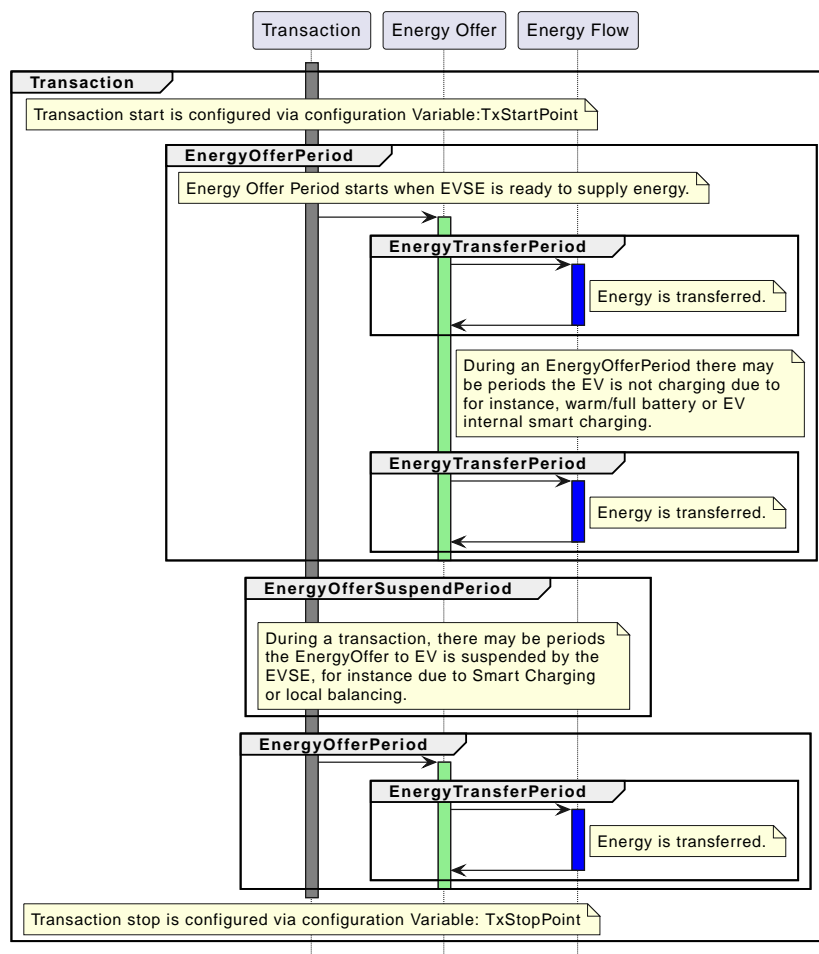 Transaction
Energy Offer
Energy Flow
Transaction
Transaction start is configured via configuration Variable:TxStartPoint
EnergyOfferPeriod
Energy Offer Period starts when EVSE is ready to supply energy.
EnergyTransferPeriod
Energy is transferred.
During an EnergyOfferPeriod there may
be periods the EV is not charging due to
for instance, warm/full battery or EV
internal smart charging.
EnergyTransferPeriod
Energy is transferred.
EnergyOfferSuspendPeriod
During a transaction, there may be periods
the EnergyOffer to EV is suspended by the
EVSE, for instance due to Smart Charging
or local balancing.
EnergyOfferPeriod
EnergyTransferPeriod
Energy is transferred.
Transaction stop is configured via configuration Variable: TxStopPoint